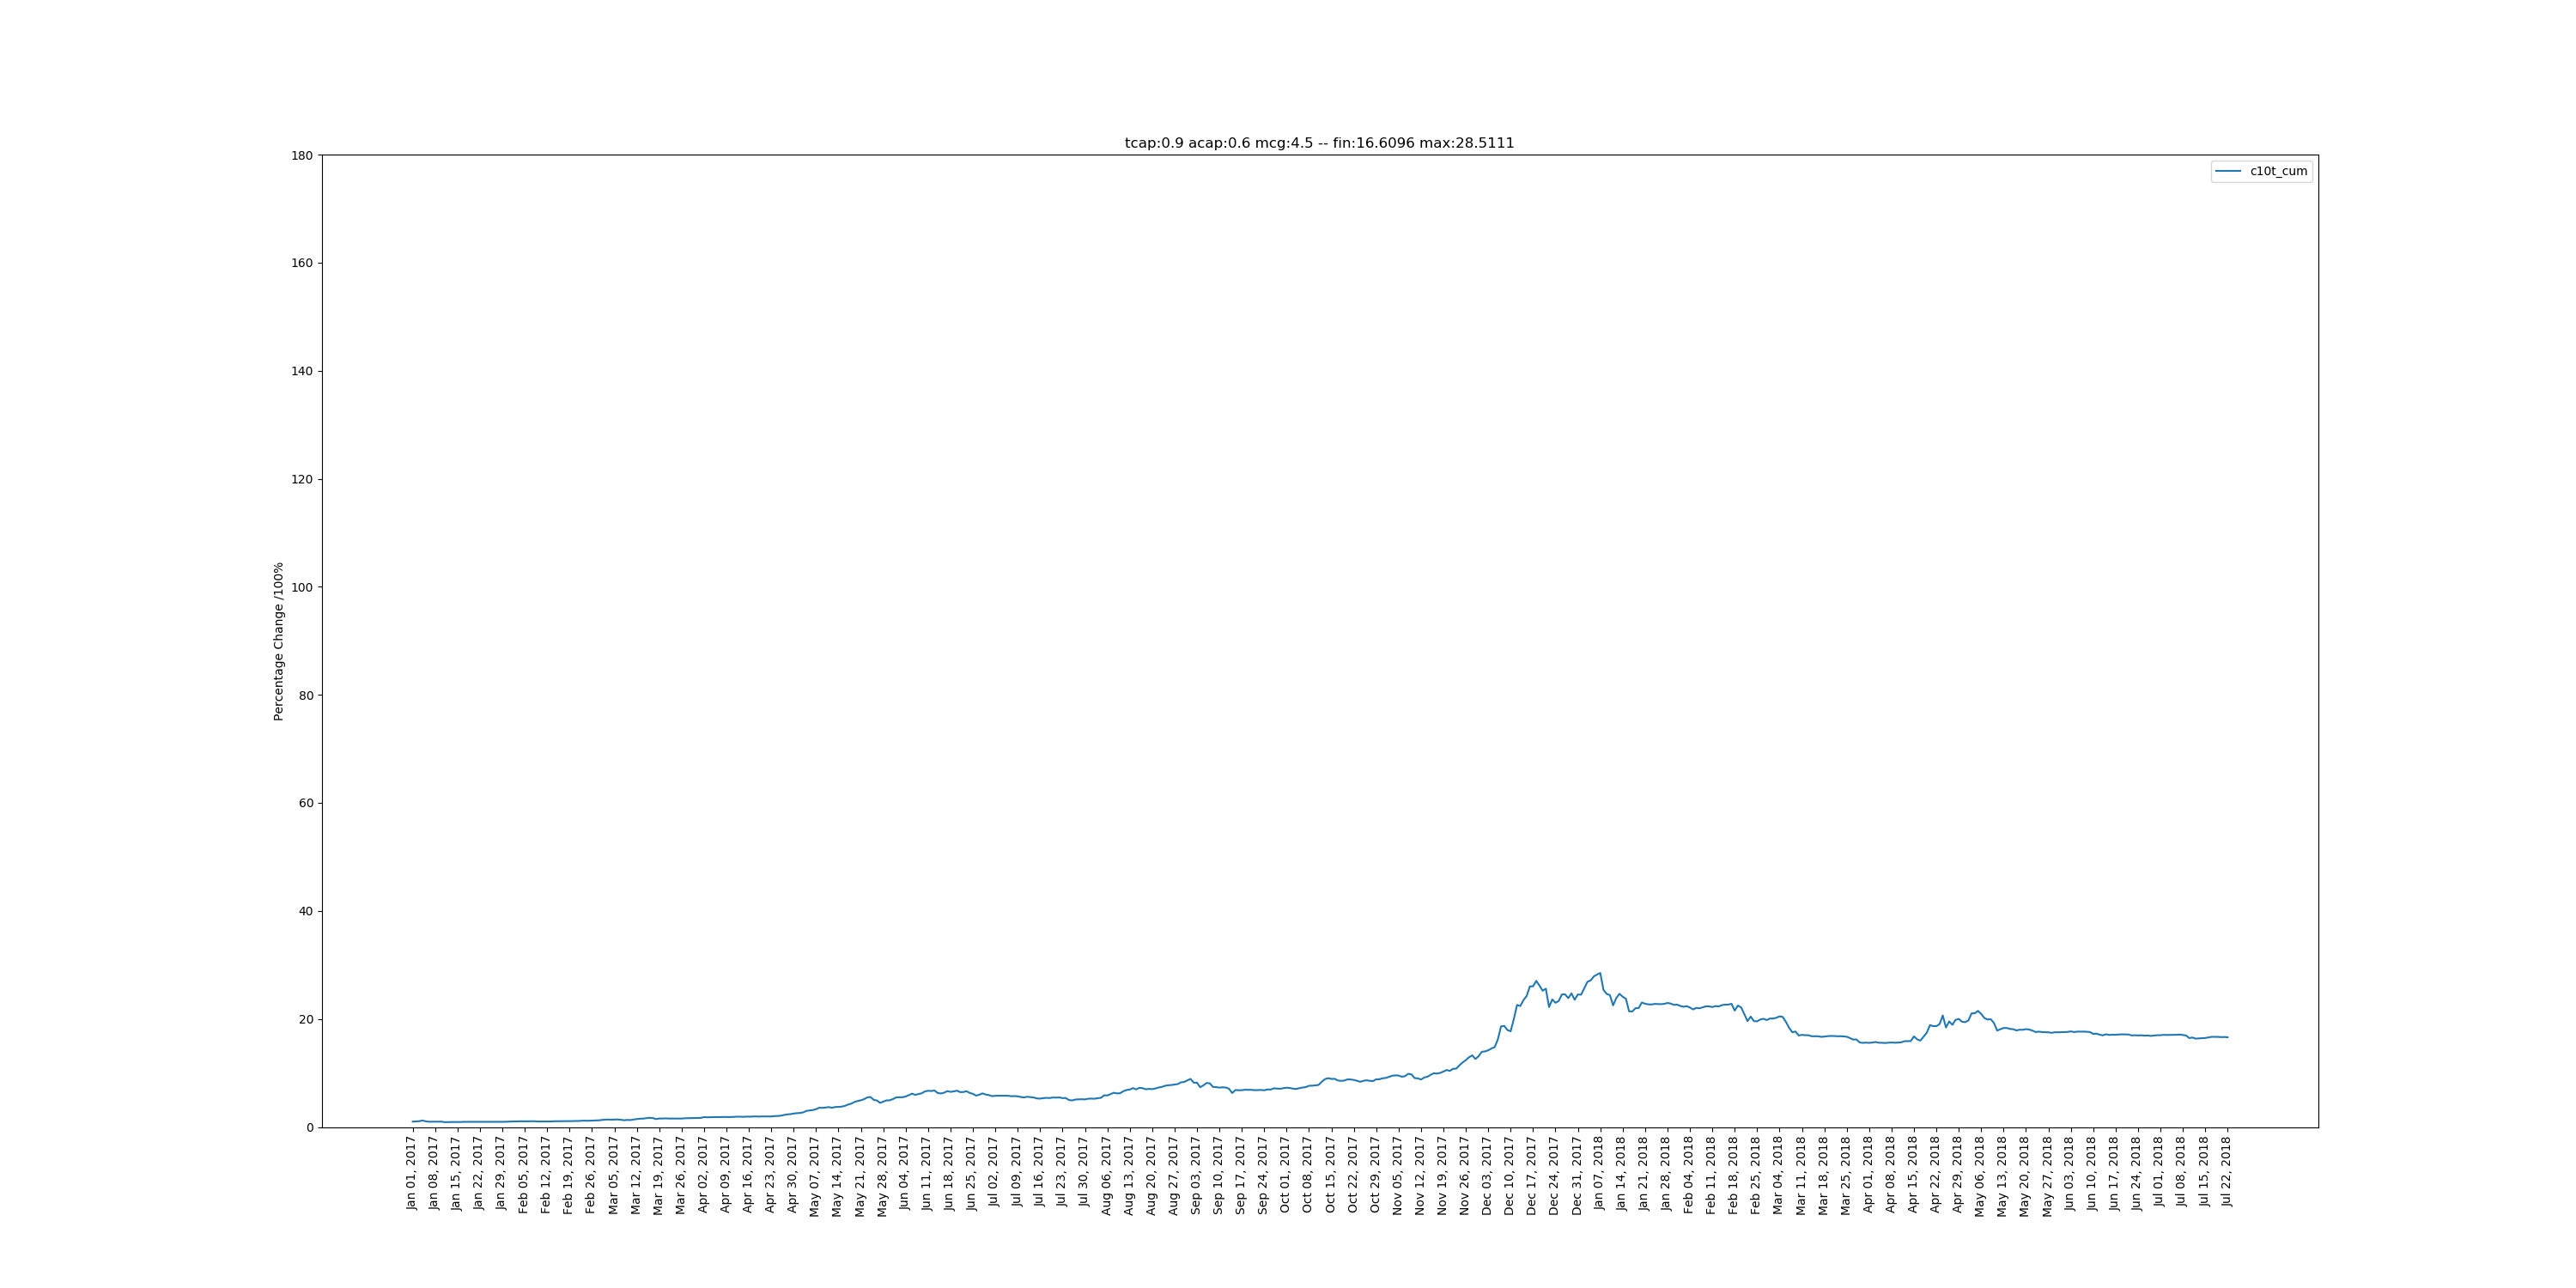 tcap:0.9 acap:0.6 mcg:4.5 -- fin:16.6096 max:28.5111
c10t_cum
Percentage Change /100%
180
160
140
120
100
80
60
40
20
0
Jan 01, 2017
Jan 08, 2017
Jan 15, 2017
Jan 22, 2017
Jan 29, 2017
Feb 05, 2017
Feb 12, 2017
Feb 19, 2017
Feb 26, 2017
Mar 05, 2017
Mar 12, 2017
Mar 19, 2017
Mar 26, 2017
Apr 02, 2017
Apr 09, 2017
Apr 16, 2017
Apr 23, 2017
Apr 30, 2017
May 07, 2017
May 14, 2017
May 21, 2017
May 28, 2017
Jun 04, 2017
Jun 11, 2017
Jun 18, 2017
Jun 25, 2017
Jul 02, 2017
Jul 09, 2017
Jul 16, 2017
Jul 23, 2017
Jul 30, 2017
Aug 06, 2017
Aug 13, 2017
Aug 20, 2017
Aug 27, 2017
Sep 03, 2017
Sep 10, 2017
Sep 17, 2017
Sep 24, 2017
Oct 01, 2017
Oct 08, 2017
Oct 15, 2017
Oct 22, 2017
Oct 29, 2017
Nov 05, 2017
Nov 12, 2017
Nov 19, 2017
Nov 26, 2017
Dec 03, 2017
Dec 10, 2017
Dec 17, 2017
Dec 24, 2017
Dec 31, 2017
Jan 07, 2018
Jan 14, 2018
Jan 21, 2018
Jan 28, 2018
Feb 04, 2018
Feb 11, 2018
Feb 18, 2018
Feb 25, 2018
Mar 04, 2018
Mar 11, 2018
Mar 18, 2018
Mar 25, 2018
Apr 01, 2018
Apr 08, 2018
Apr 15, 2018
Apr 22, 2018
Apr 29, 2018
May 06, 2018
May 13, 2018
May 20, 2018
May 27, 2018
Jun 03, 2018
Jun 10, 2018
Jun 17, 2018
Jun 24, 2018
Jul 01, 2018
Jul 08, 2018
Jul 15, 2018
Jul 22, 2018